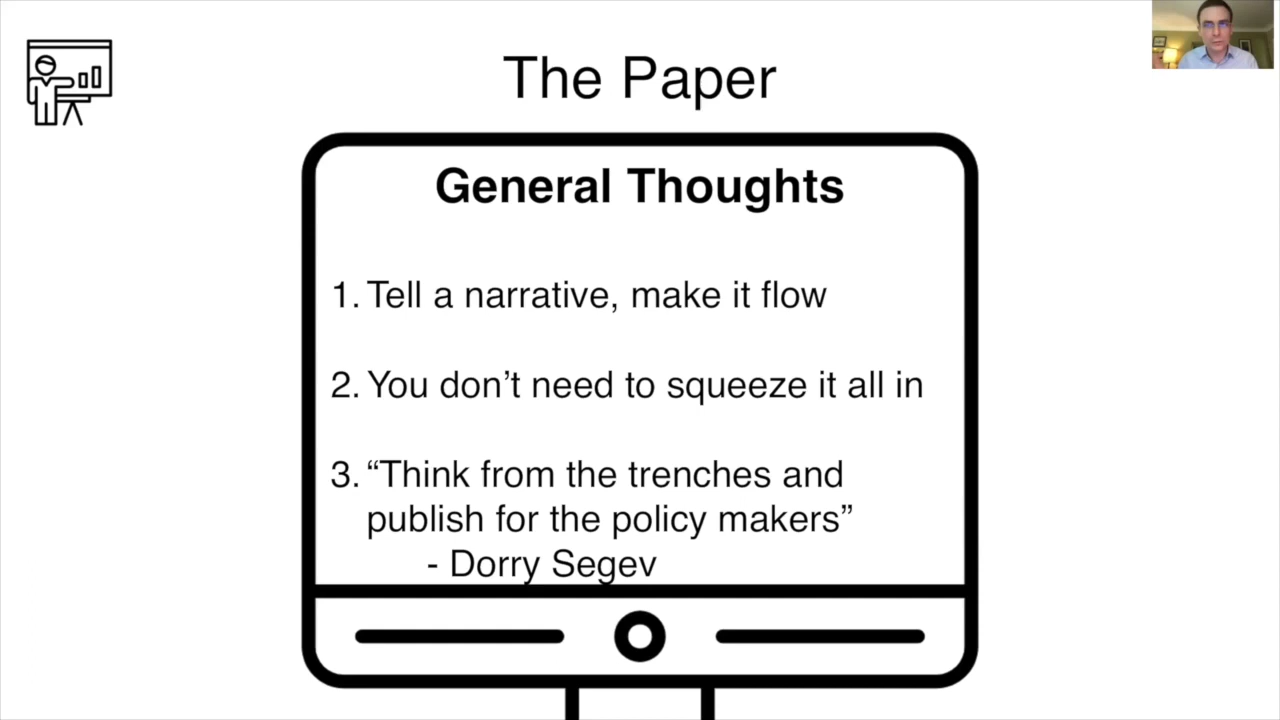 The Paper
General Thoughts
1. Tell a narrative, make it flow
2. You don’t need to squeeze it all in
3. “Think from the trenches and
publish for the policy makers”
- Dorry Segev